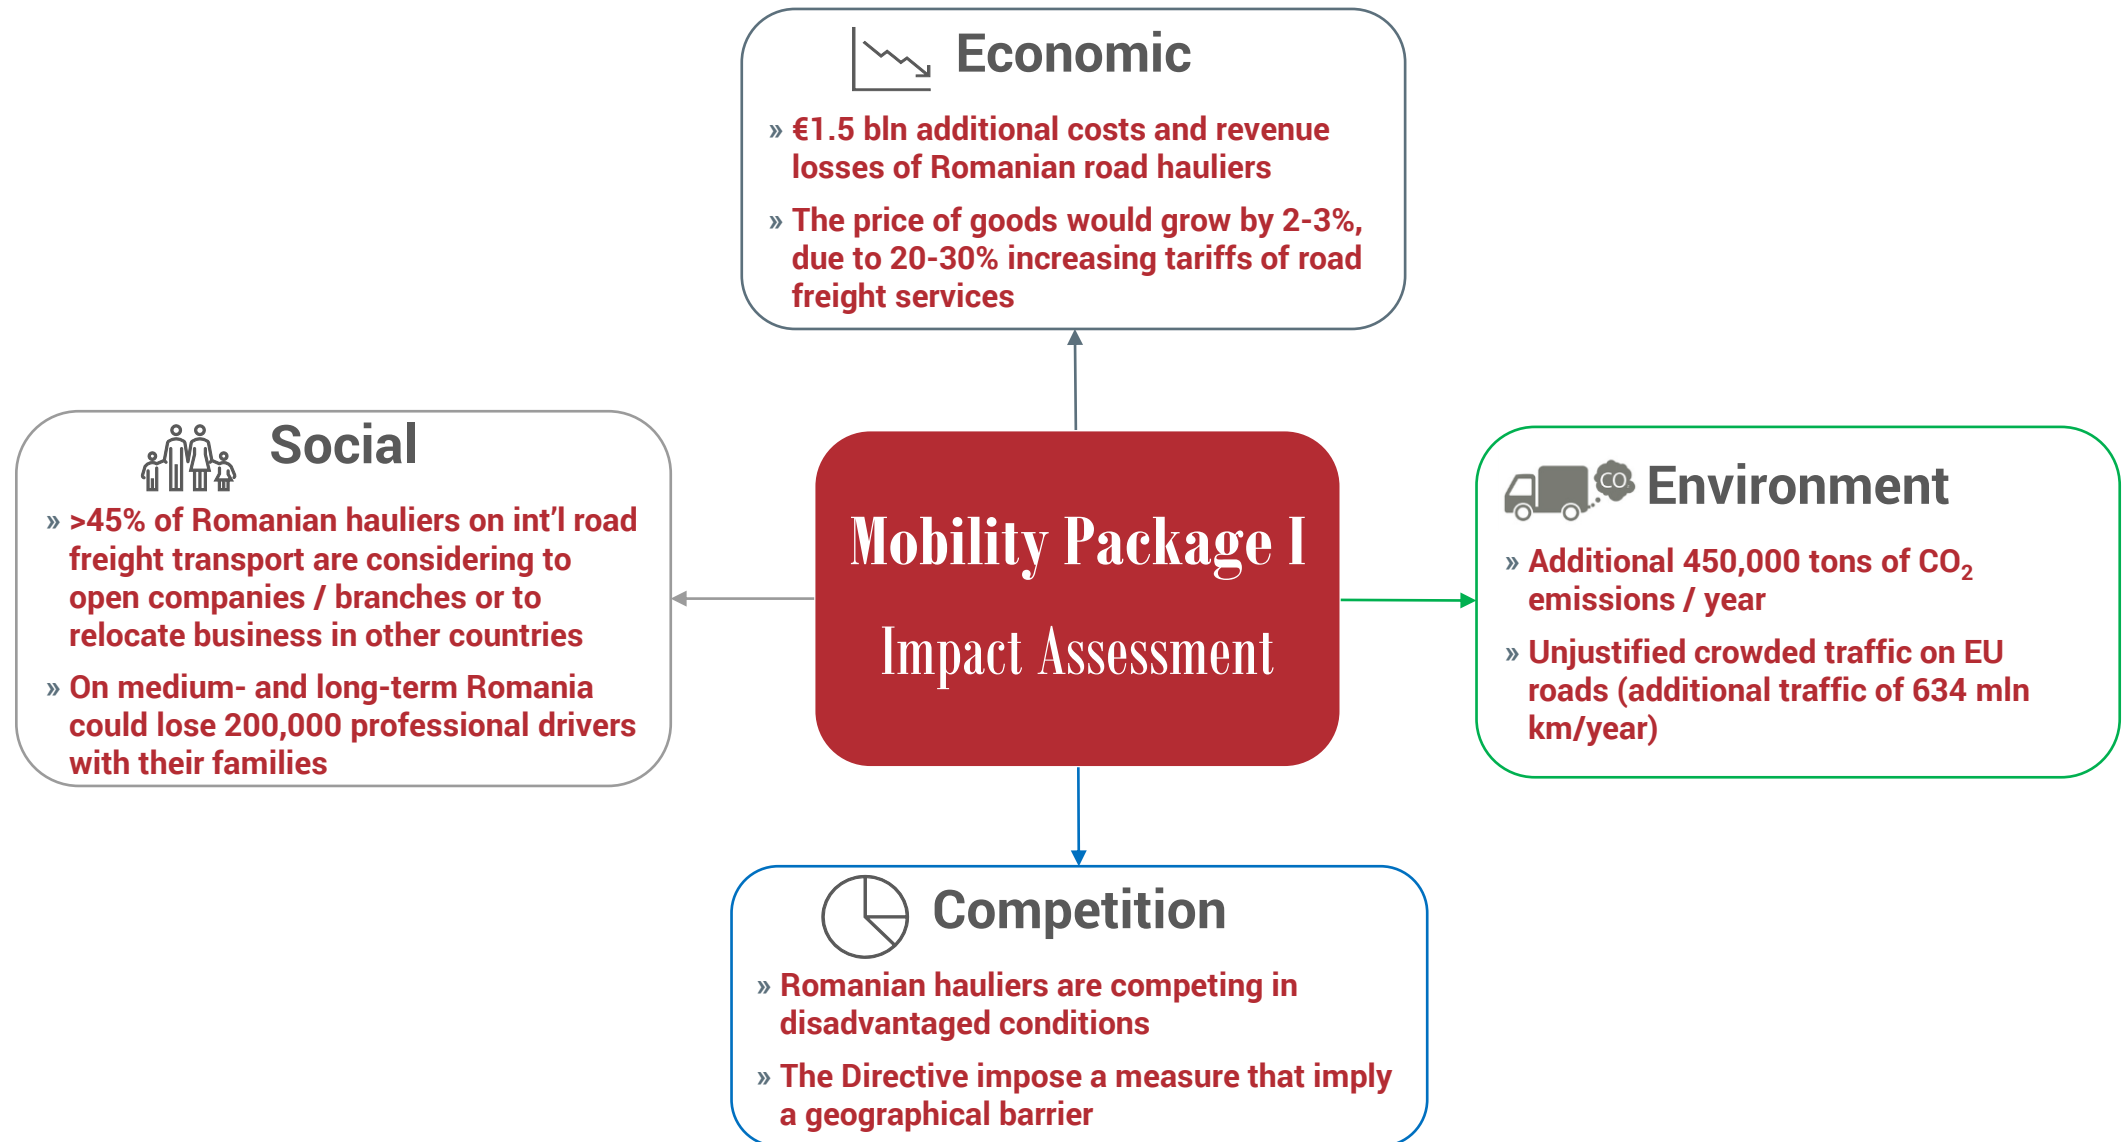 Economic
» €1.5 bln additional costs and revenue
losses of Romanian road hauliers
» The price of goods would grow by 2-3%,
due to 20-30% increasing tariffs of road
freight services
Social
» >45% of Romanian hauliers on int'l road
freight transport are considering to
open companies / branches or to
relocate business in other countries
» On medium- and long-term Romania
could lose 200,000 professional drivers
with their families
Mobility Package I
Impact Assessment
CO₂
Environment
» Additional 450,000 tons of CO₂
emissions / year
» Unjustified crowded traffic on EU
roads (additional traffic of 634 mln
km/year)
Competition
» Romanian hauliers are competing in
disadvantaged conditions
» The Directive impose a measure that imply
a geographical barrier